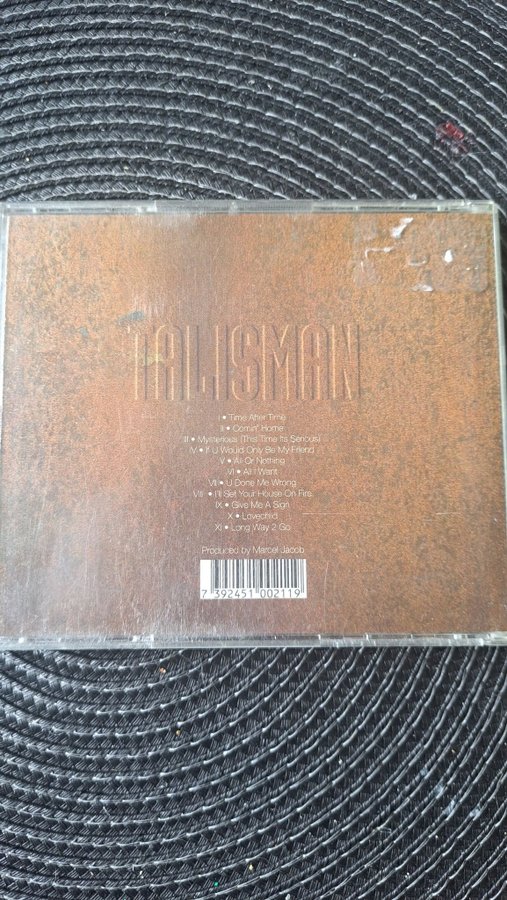 TALISMAN
I • Time After Time
II • Comin' Home
III • Mysterious (This Time Its Serious)
IV • If U Would Only Be My Friend
V • All Or Nothing
VI • All I Want
VII • U Done Me Wrong
VIII • I'll Set Your House On Fire
IX • Give Me A Sign
X • Lovechild
XI • Long Way 2 Go
Produced by Marcel Jacob
7 392451 002119